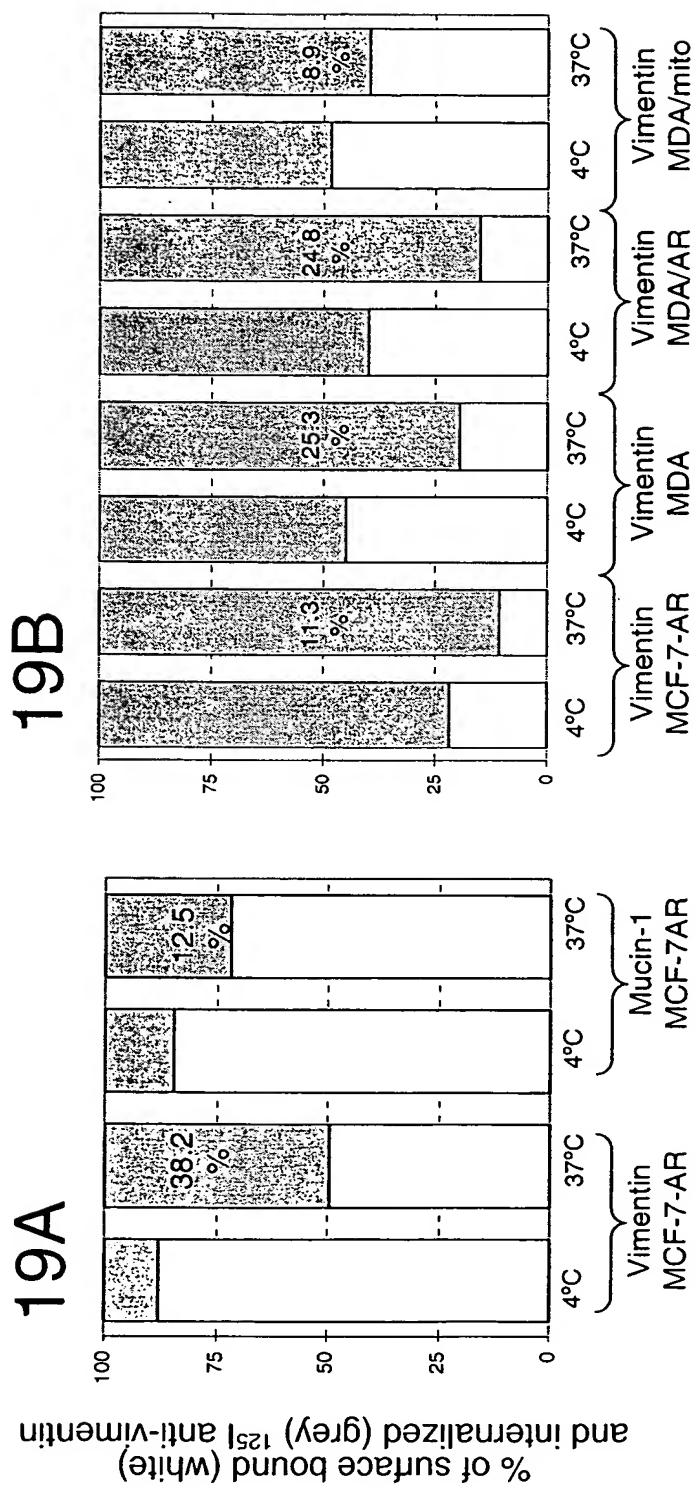 19A
% of surface bound (white)
and internalized (grey) ¹²⁵I anti-vimentin
100
75
50
25
0
38.2
%
12.5
%
4°C
37°C
4°C
37°C
Vimentin
MCF-7-AR
Mucin-1
MCF-7AR
19B
100
75
50
25
0
11.3
%
25.3
%
24.8
%
8.9
%
4°C
37°C
4°C
37°C
4°C
37°C
4°C
37°C
Vimentin
MCF-7-AR
Vimentin
MDA
Vimentin
MDA/AR
Vimentin
MDA/mito